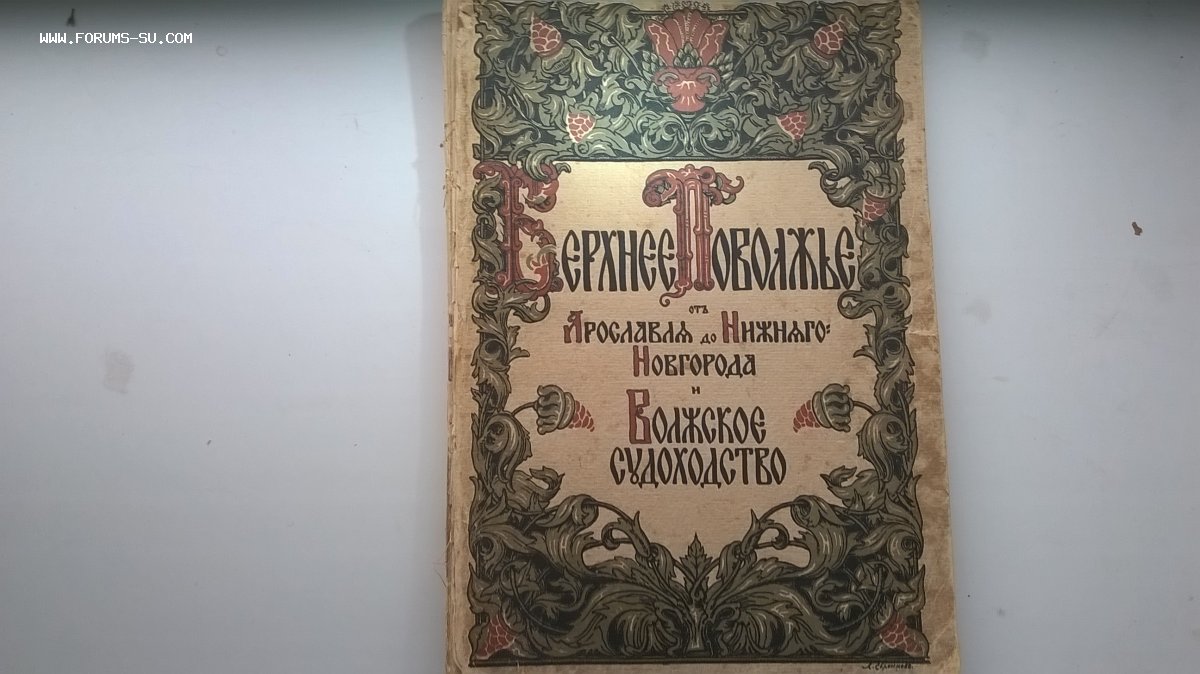 WWW.FORUMS-SU.COM
Верхнее Поволжье
отъ
Ярославля до Нижняго-
Новгорода
и
Волжское
судоходство